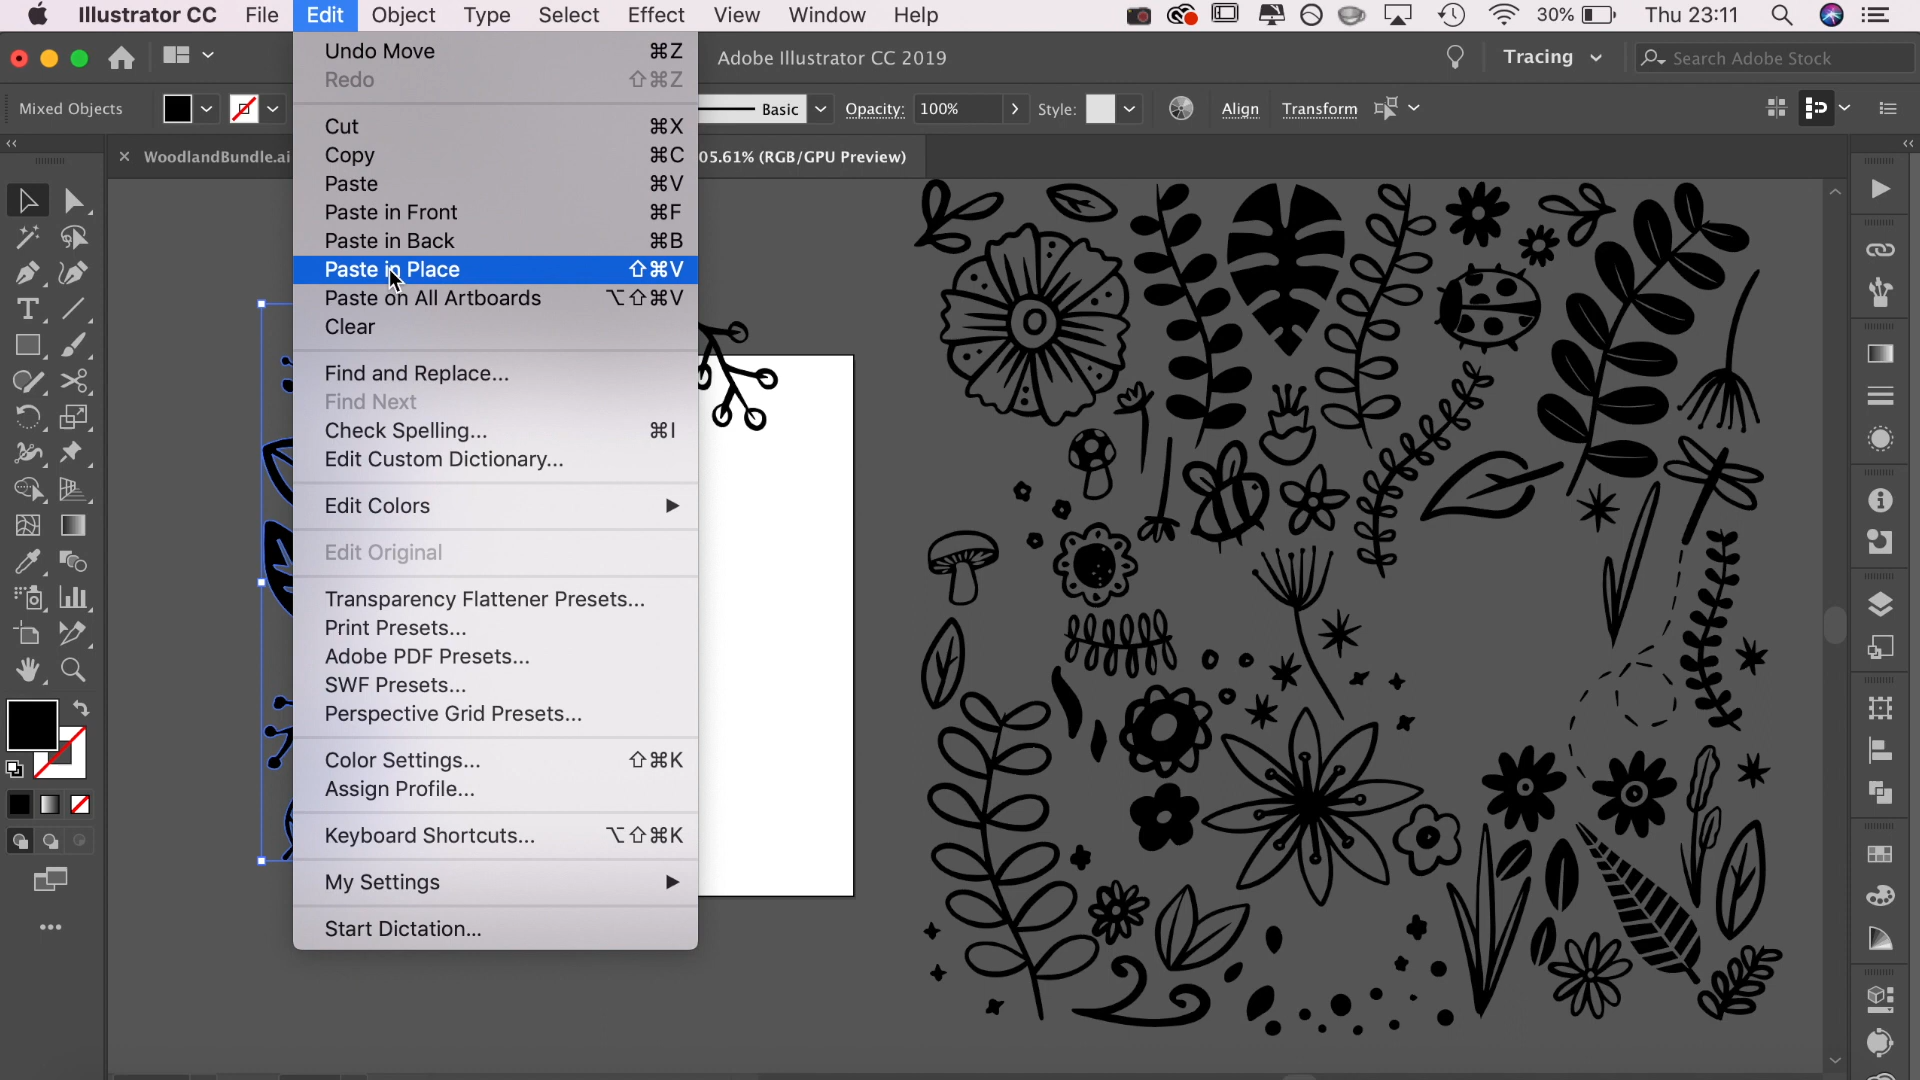 Illustrator CC File Edit Object Type Select Effect View Window Help 30% Thu 23:11
Adobe Illustrator CC 2019 Tracing Search Adobe Stock
Mixed Objects Basic Opacity: 100% Style: Align Transform
WoodlandBundle.ai 05.61% (RGB/GPU Preview)
Undo Move ⌘Z
Redo ⇧⌘Z
Cut ⌘X
Copy ⌘C
Paste ⌘V
Paste in Front ⌘F
Paste in Back ⌘B
Paste in Place ⇧⌘V
Paste on All Artboards ⌥⇧⌘V
Clear
Find and Replace...
Find Next
Check Spelling... ⌘I
Edit Custom Dictionary...
Edit Colors
Edit Original
Transparency Flattener Presets...
Print Presets...
Adobe PDF Presets...
SWF Presets...
Perspective Grid Presets...
Color Settings... ⇧⌘K
Assign Profile...
Keyboard Shortcuts... ⌥⇧⌘K
My Settings
Start Dictation...